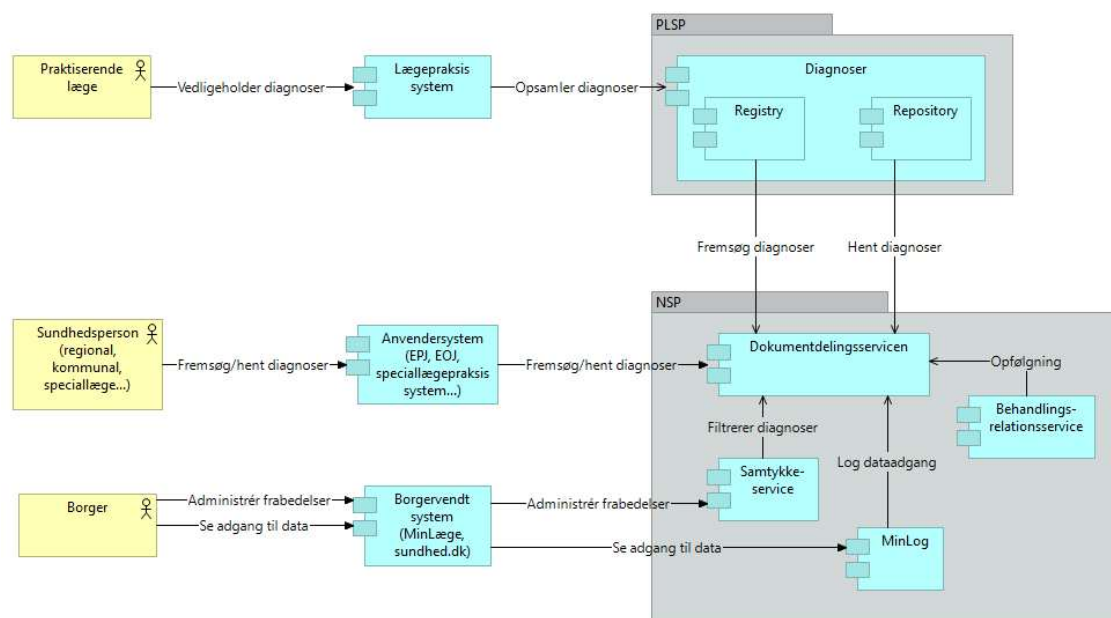 PLSP
Praktiserende
læge
Vedligeholder diagnoser
Lægepraksis
system
Opsamler diagnoser
Diagnoser
Registry
Repository
Fremsøg diagnoser
Hent diagnoser
NSP
Sundhedsperson
(regional,
kommunal,
speciallæge...)
Fremsøg/hent diagnoser
Anvendersystem
(EPJ, EOJ,
speciallægepraksis
system...)
Fremsøg/hent diagnoser
Dokumentdelingsservicen
Opfølgning
Behandlings-
relationsservice
Filtrerer diagnoser
Log dataadgang
Samtykke-
service
Borger
Administrér frabedelser
Se adgang til data
Borgervendt
system
(MinLæge,
sundhed.dk)
Administrér frabedelser
Se adgang til data
MinLog